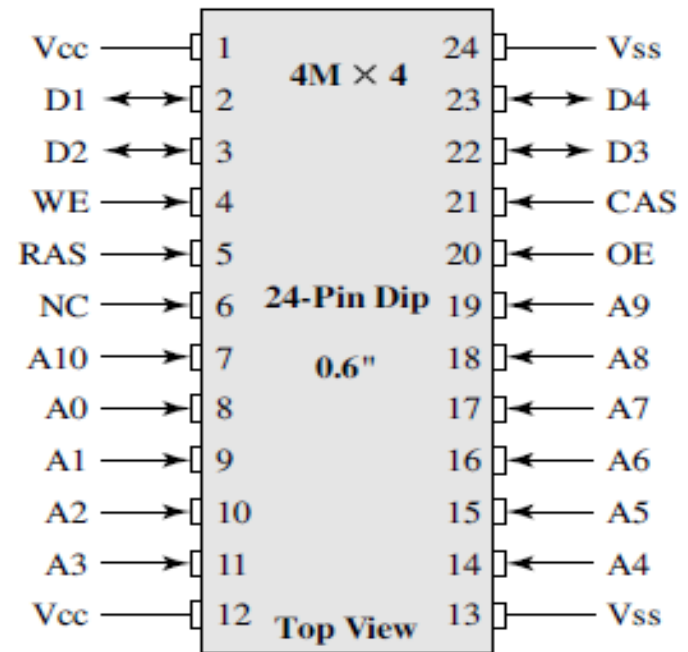 Vcc 1 24 Vss
4M × 4
D1 2 23 D4
D2 3 22 D3
WE 4 21 CAS
RAS 5 20 OE
NC 6 24-Pin Dip 19 A9
A10 7 0.6" 18 A8
A0 8 17 A7
A1 9 16 A6
A2 10 15 A5
A3 11 14 A4
Vcc 12 13 Vss
Top View